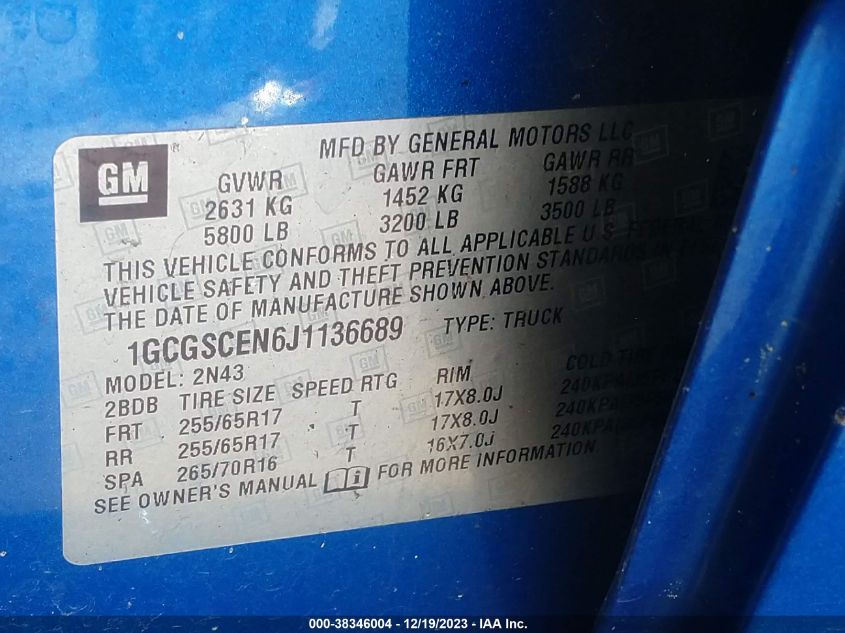 GM
MFD BY GENERAL MOTORS LLC
GVWR GAWR FRT GAWR RR
2631 KG 1452 KG 1588 KG
5800 LB 3200 LB 3500 LB
THIS VEHICLE CONFORMS TO ALL APPLICABLE U.S. FEDERAL
VEHICLE SAFETY AND THEFT PREVENTION STANDARDS IN
THE DATE OF MANUFACTURE SHOWN ABOVE.
1GCGSCEN6J1136689 TYPE: TRUCK
MODEL: 2N43
2BDB TIRE SIZE SPEED RTG RIM COLD TIRE
FRT 255/65R17 T 17X8.0J 240KPA
RR 255/65R17 T 17X8.0J 240KPA
SPA 265/70R16 T 16X7.0J 240KPA
SEE OWNER'S MANUAL FOR MORE INFORMATION.
000-38346004 - 12/19/2023 - IAA Inc.